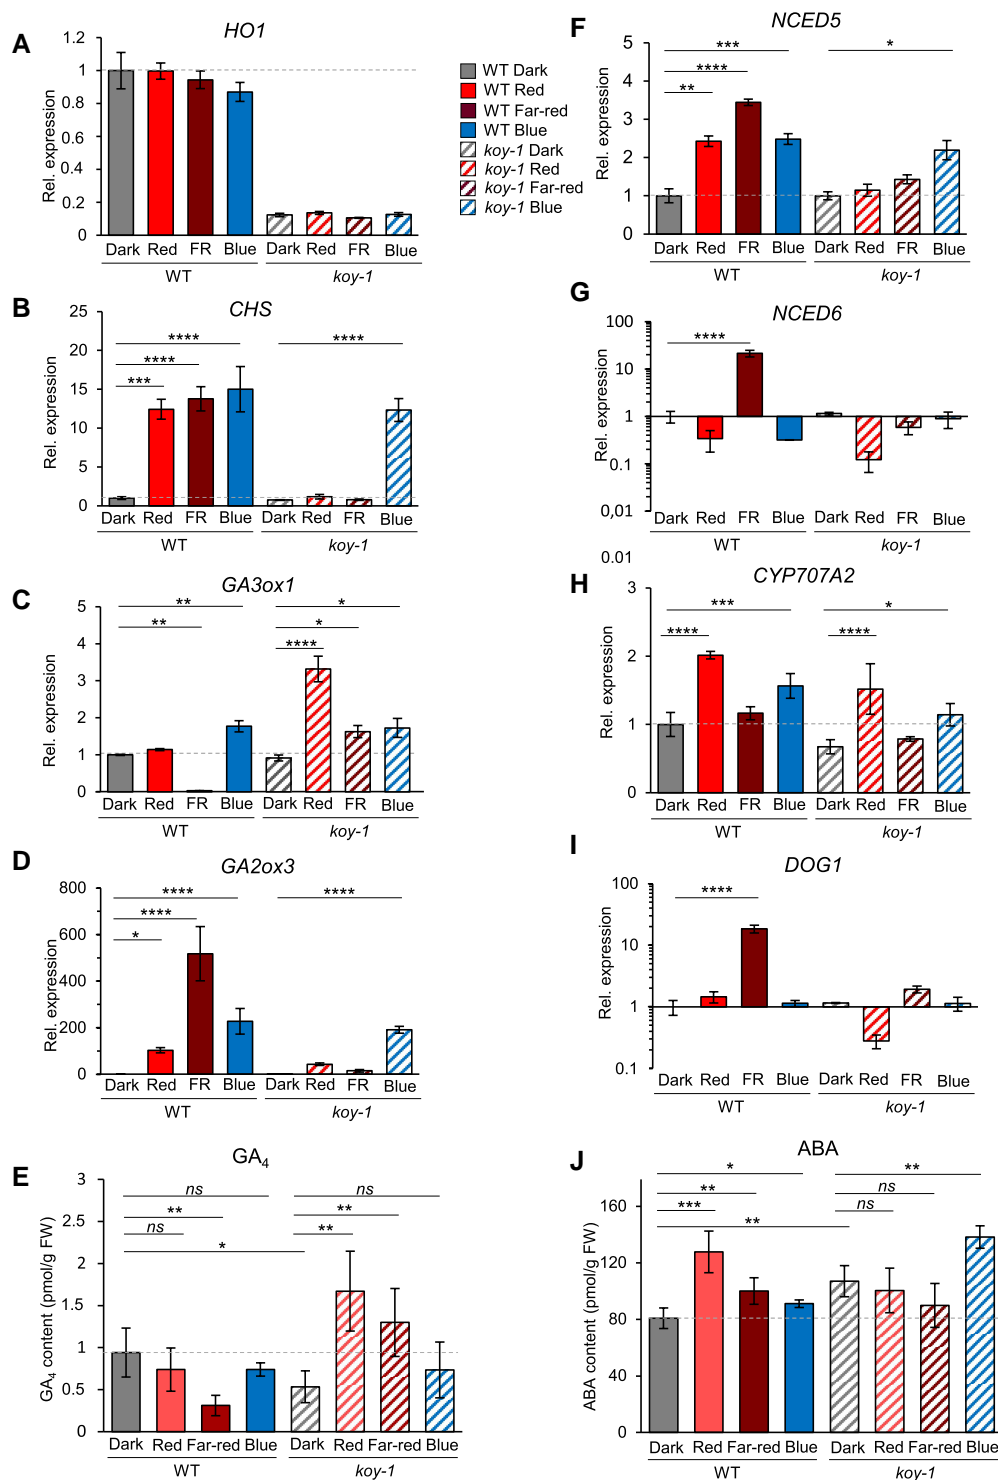 A
HO1
Rel. expression
1.2
1
0.8
0.6
0.4
0.2
0
Dark Red FR Blue Dark Red FR Blue
WT koy-1
WT Dark
WT Red
WT Far-red
WT Blue
koy-1 Dark
koy-1 Red
koy-1 Far-red
koy-1 Blue
B
CHS
Rel. expression
25
20
15
10
5
0
****
****
***
****
Dark Red FR Blue Dark Red FR Blue
WT koy-1
C
GA3ox1
Rel. expression
5
4
3
2
1
0
**
**
*
*
****
Dark Red FR Blue Dark Red FR Blue
WT koy-1
D
GA2ox3
Rel. expression
800
600
400
200
0
****
****
*
****
Dark Red FR Blue Dark Red FR Blue
WT koy-1
E
GA4
GA4 content (pmol/g FW)
3
2.5
2
1.5
1
0.5
0
ns
**
ns
*
ns
**
**
Dark Red Far-red Blue Dark Red Far-red Blue
WT koy-1
F
NCED5
Rel. expression
5
4
3
2
1
0
***
****
**
*
Dark Red FR Blue Dark Red FR Blue
WT koy-1
G
NCED6
Rel. expression
100
10
1
0.1
0,01
****
Dark Red FR Blue Dark Red FR Blue
WT koy-1
0.01
H
CYP707A2
Rel. expression
3
2
1
0
***
****
*
****
Dark Red FR Blue Dark Red FR Blue
WT koy-1
I
DOG1
Rel. expression
100
10
1
0.1
****
Dark Red FR Blue Dark Red FR Blue
WT koy-1
J
ABA
ABA content (pmol/g FW)
160
120
80
40
0
*
**
***
**
**
ns
ns
Dark Red Far-red Blue Dark Red Far-red Blue
WT koy-1